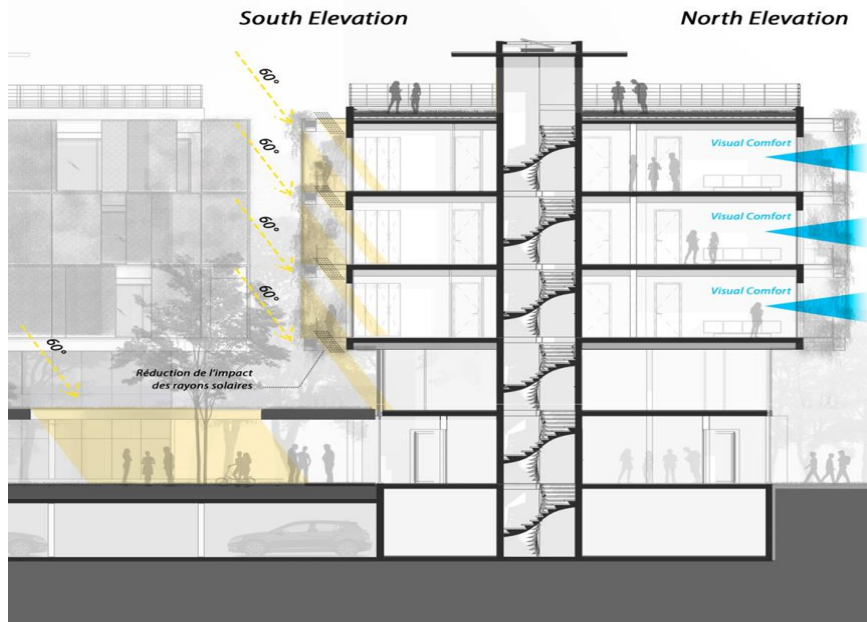 South Elevation
North Elevation
60°
60°
Visual Comfort
60°
Visual Comfort
60°
Visual Comfort
60°
Réduction de l'impact
des rayons solaires